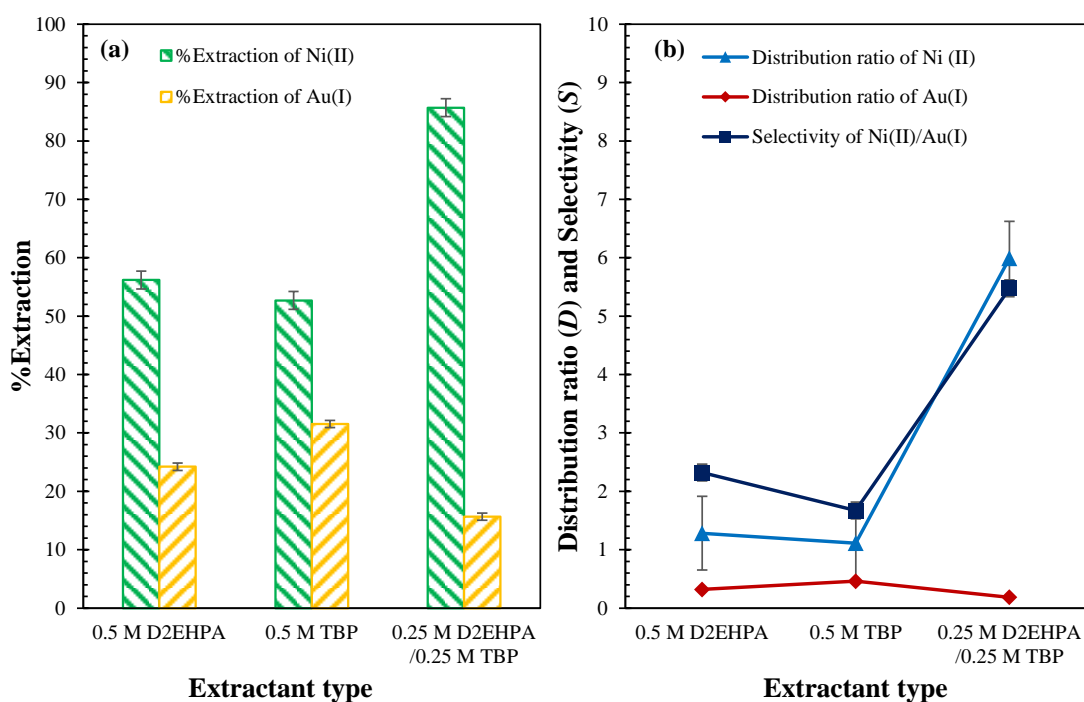 (a)
%Extraction of Ni(II)
%Extraction of Au(I)
%Extraction
100
90
80
70
60
50
40
30
20
10
0
0.5 M D2EHPA
0.5 M TBP
0.25 M D2EHPA
/0.25 M TBP
Extractant type
(b)
Distribution ratio of Ni (II)
Distribution ratio of Au(I)
Selectivity of Ni(II)/Au(I)
Distribution ratio (D) and Selectivity (S)
10
9
8
7
6
5
4
3
2
1
0
0.5 M D2EHPA
0.5 M TBP
0.25 M D2EHPA
/0.25 M TBP
Extractant type